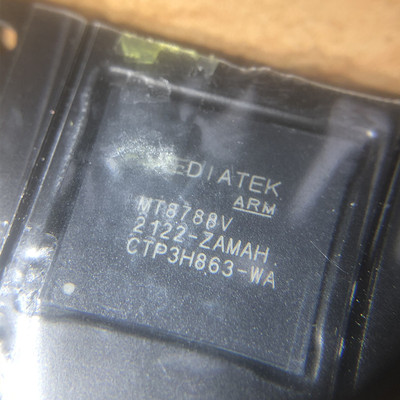 MEDIATEK
ARM
MT8788V
2122-ZAMAH
CTP3H863-WA